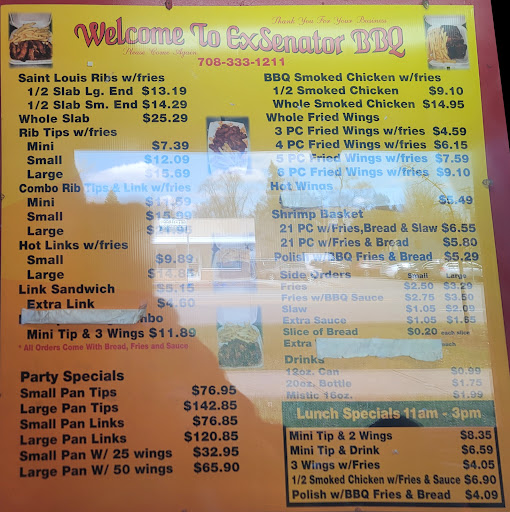 Thank You For Your Business
Welcome To ExSenator BBQ
Please Come Again
708-333-1211
Saint Louis Ribs w/fries
1/2 Slab Lg. End $13.19
1/2 Slab Sm. End $14.29
Whole Slab $25.29
Rib Tips w/fries
Mini $7.39
Small $12.09
Large $15.69
Combo Rib Tips & Link w/fries
Mini $11.59
Small $15.99
Large
Hot Links w/fries
Small $9.89
Large $14.85
Link Sandwich $5.15
Extra Link $4.60
Mini Tip & 3 Wings $11.89
* All Orders Come With Bread, Fries and Sauce
Party Specials
Small Pan Tips $76.95
Large Pan Tips $142.85
Small Pan Links $76.85
Large Pan Links $120.85
Small Pan W/ 25 wings $32.95
Large Pan W/ 50 wings $65.90
BBQ Smoked Chicken w/fries
1/2 Smoked Chicken $9.10
Whole Smoked Chicken $14.95
Whole Fried Wings
3 PC Fried Wings w/fries $4.59
4 PC Fried Wings w/fries $6.15
5 PC Fried Wings w/fries $7.59
6 PC Fried Wings w/fries $9.10
Hot Wings
$5.49
Shrimp Basket
21 PC w/Fries,Bread & Slaw $6.55
21 PC w/Fries & Bread $5.80
Polish w/BBQ Fries & Bread $5.29
Side Orders Small Large
Fries $2.50 $3.29
Fries w/BBQ Sauce $2.75 $3.50
Slaw $1.05 $2.09
Extra Sauce $1.05 $1.55
Slice of Bread $0.20 each slice
Extra each
Drinks
12oz. Can $0.99
20oz. Bottle $1.75
Mistic 16oz. $1.99
Lunch Specials 11am - 3pm
Mini Tip & 2 Wings $8.35
Mini Tip & Drink $6.59
3 Wings w/Fries $4.05
1/2 Smoked Chicken w/Fries & Sauce $6.90
Polish w/BBQ Fries & Bread $4.09